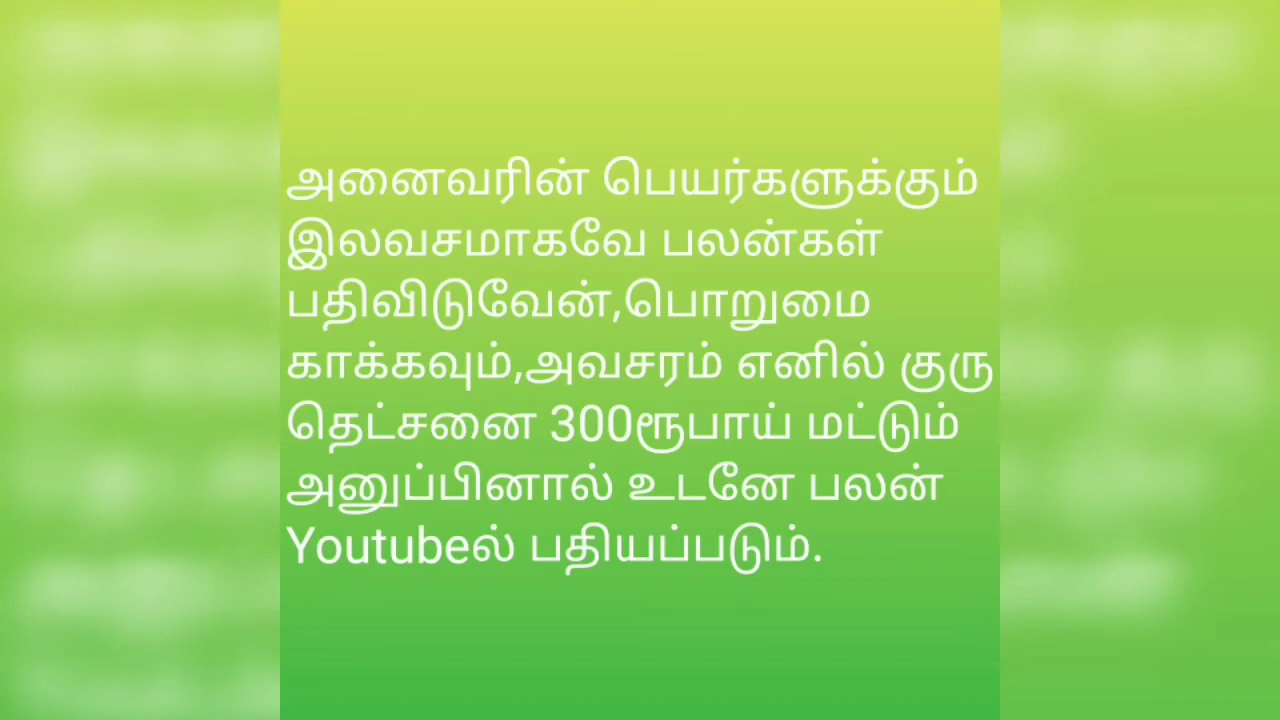 அனைவரின் பெயர்களுக்கும்
இலவசமாகவே பலன்கள்
பதிவிடுவேன்,பொறுமை
காக்கவும்,அவசரம் எனில் குரு
தெட்சனை 300ரூபாய் மட்டும்
அனுப்பினால் உடனே பலன்
Youtubeல் பதியப்படும்.